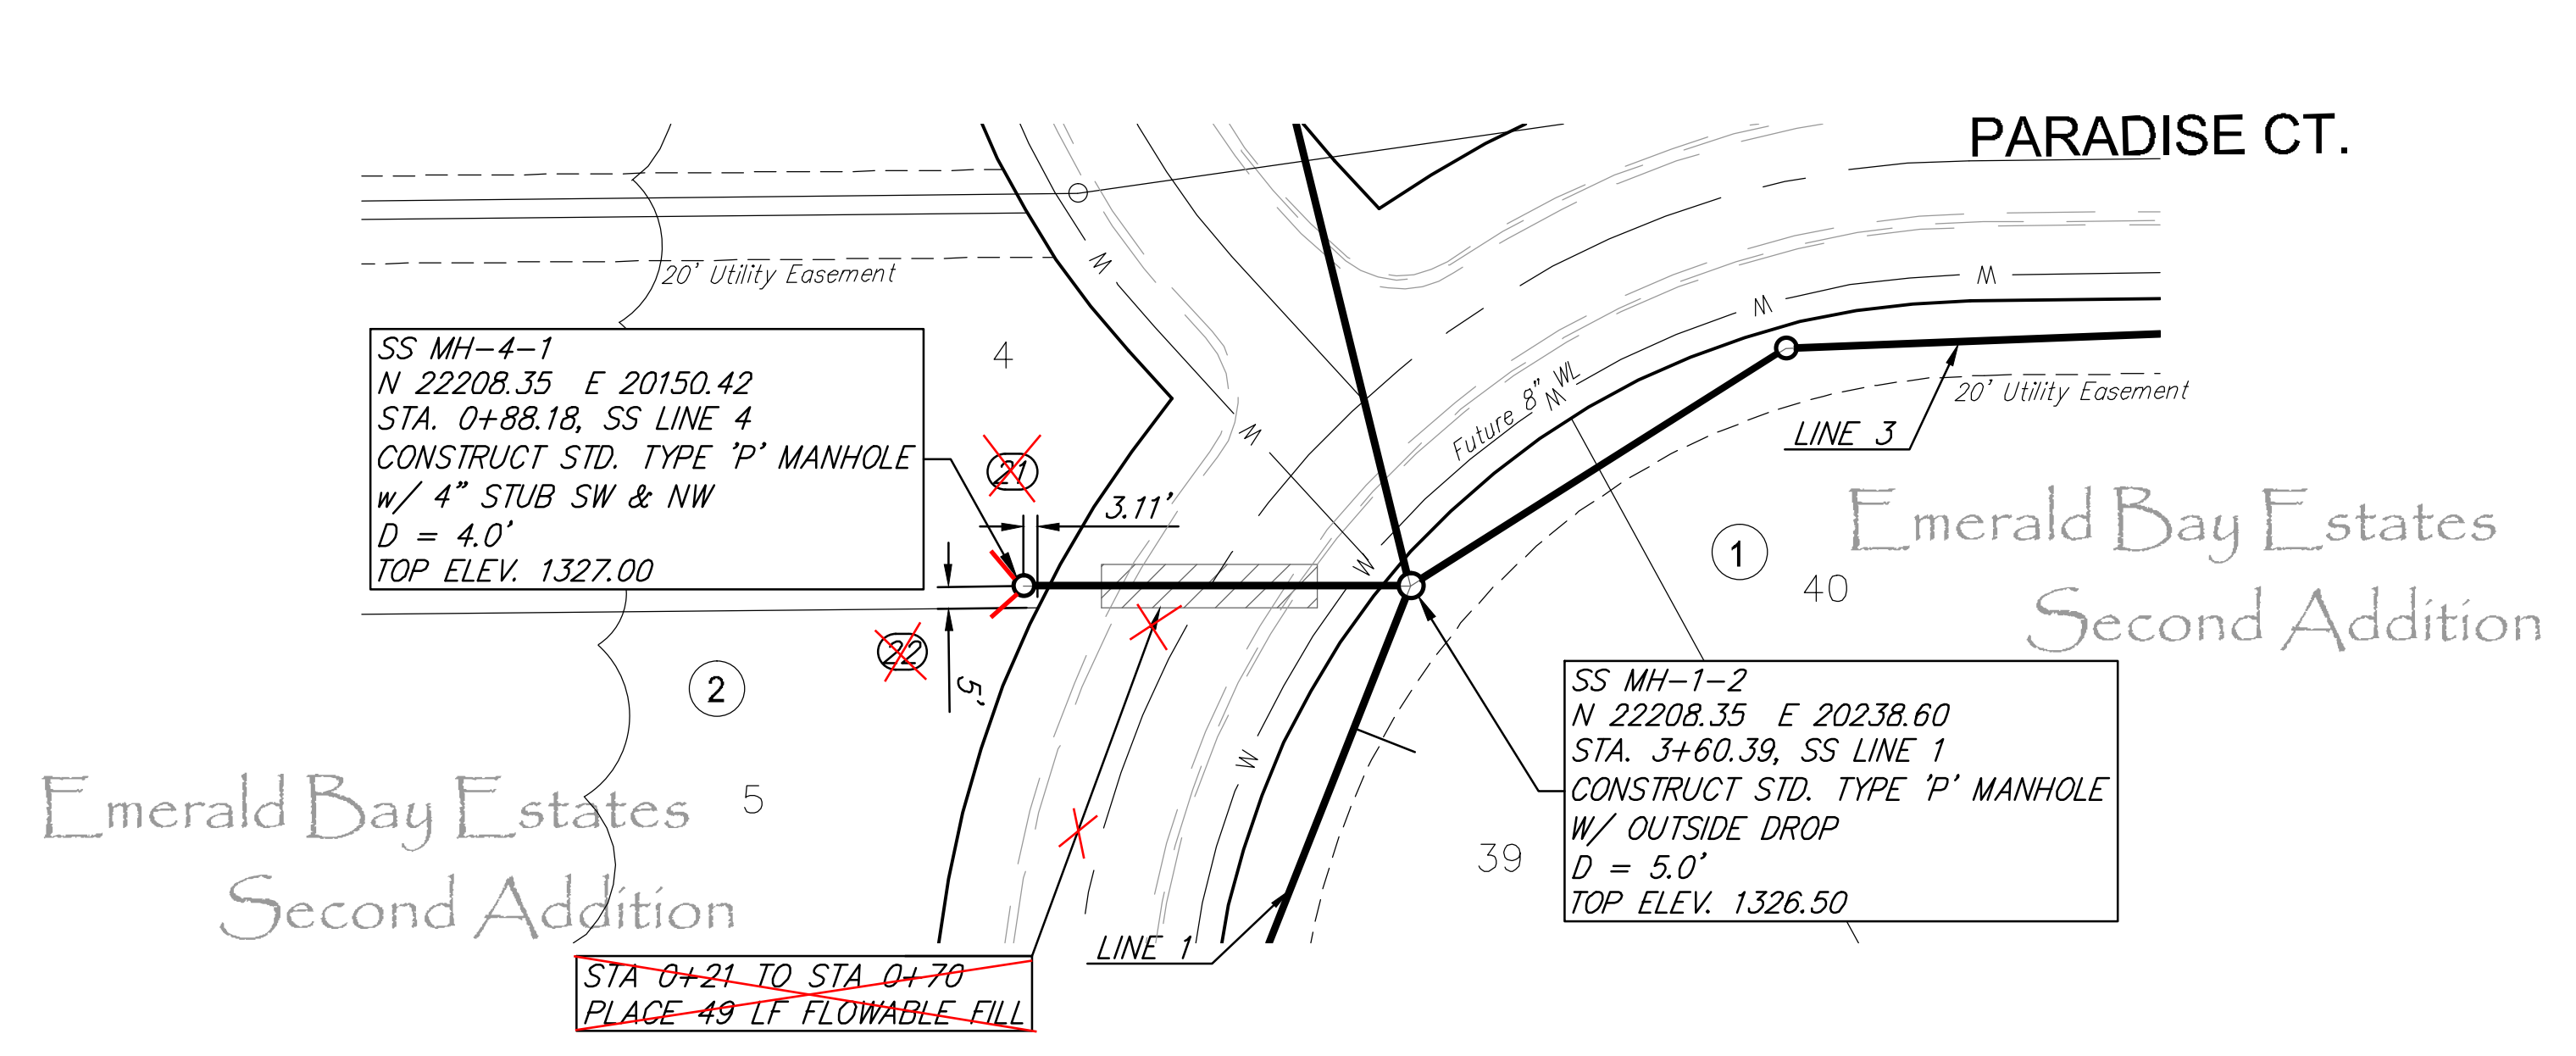 PARADISE CT.
20' Utility Easement
SS MH-4-1
N 22208.35 E 20150.42
STA. 0+88.18, SS LINE 4
CONSTRUCT STD. TYPE 'P' MANHOLE
w/ 4" STUB SW & NW
D = 4.0'
TOP ELEV. 1327.00
4
21
3.11'
22
5'
2
5
W
W
W
W
W
W
W
Future 8" WL
20' Utility Easement
LINE 3
1
40
39
Emerald Bay Estates
Second Addition
SS MH-1-2
N 22208.35 E 20238.60
STA. 3+60.39, SS LINE 1
CONSTRUCT STD. TYPE 'P' MANHOLE
W/ OUTSIDE DROP
D = 5.0'
TOP ELEV. 1326.50
Emerald Bay Estates
Second Addition
LINE 1
STA 0+21 TO STA 0+70
PLACE 49 LF FLOWABLE FILL